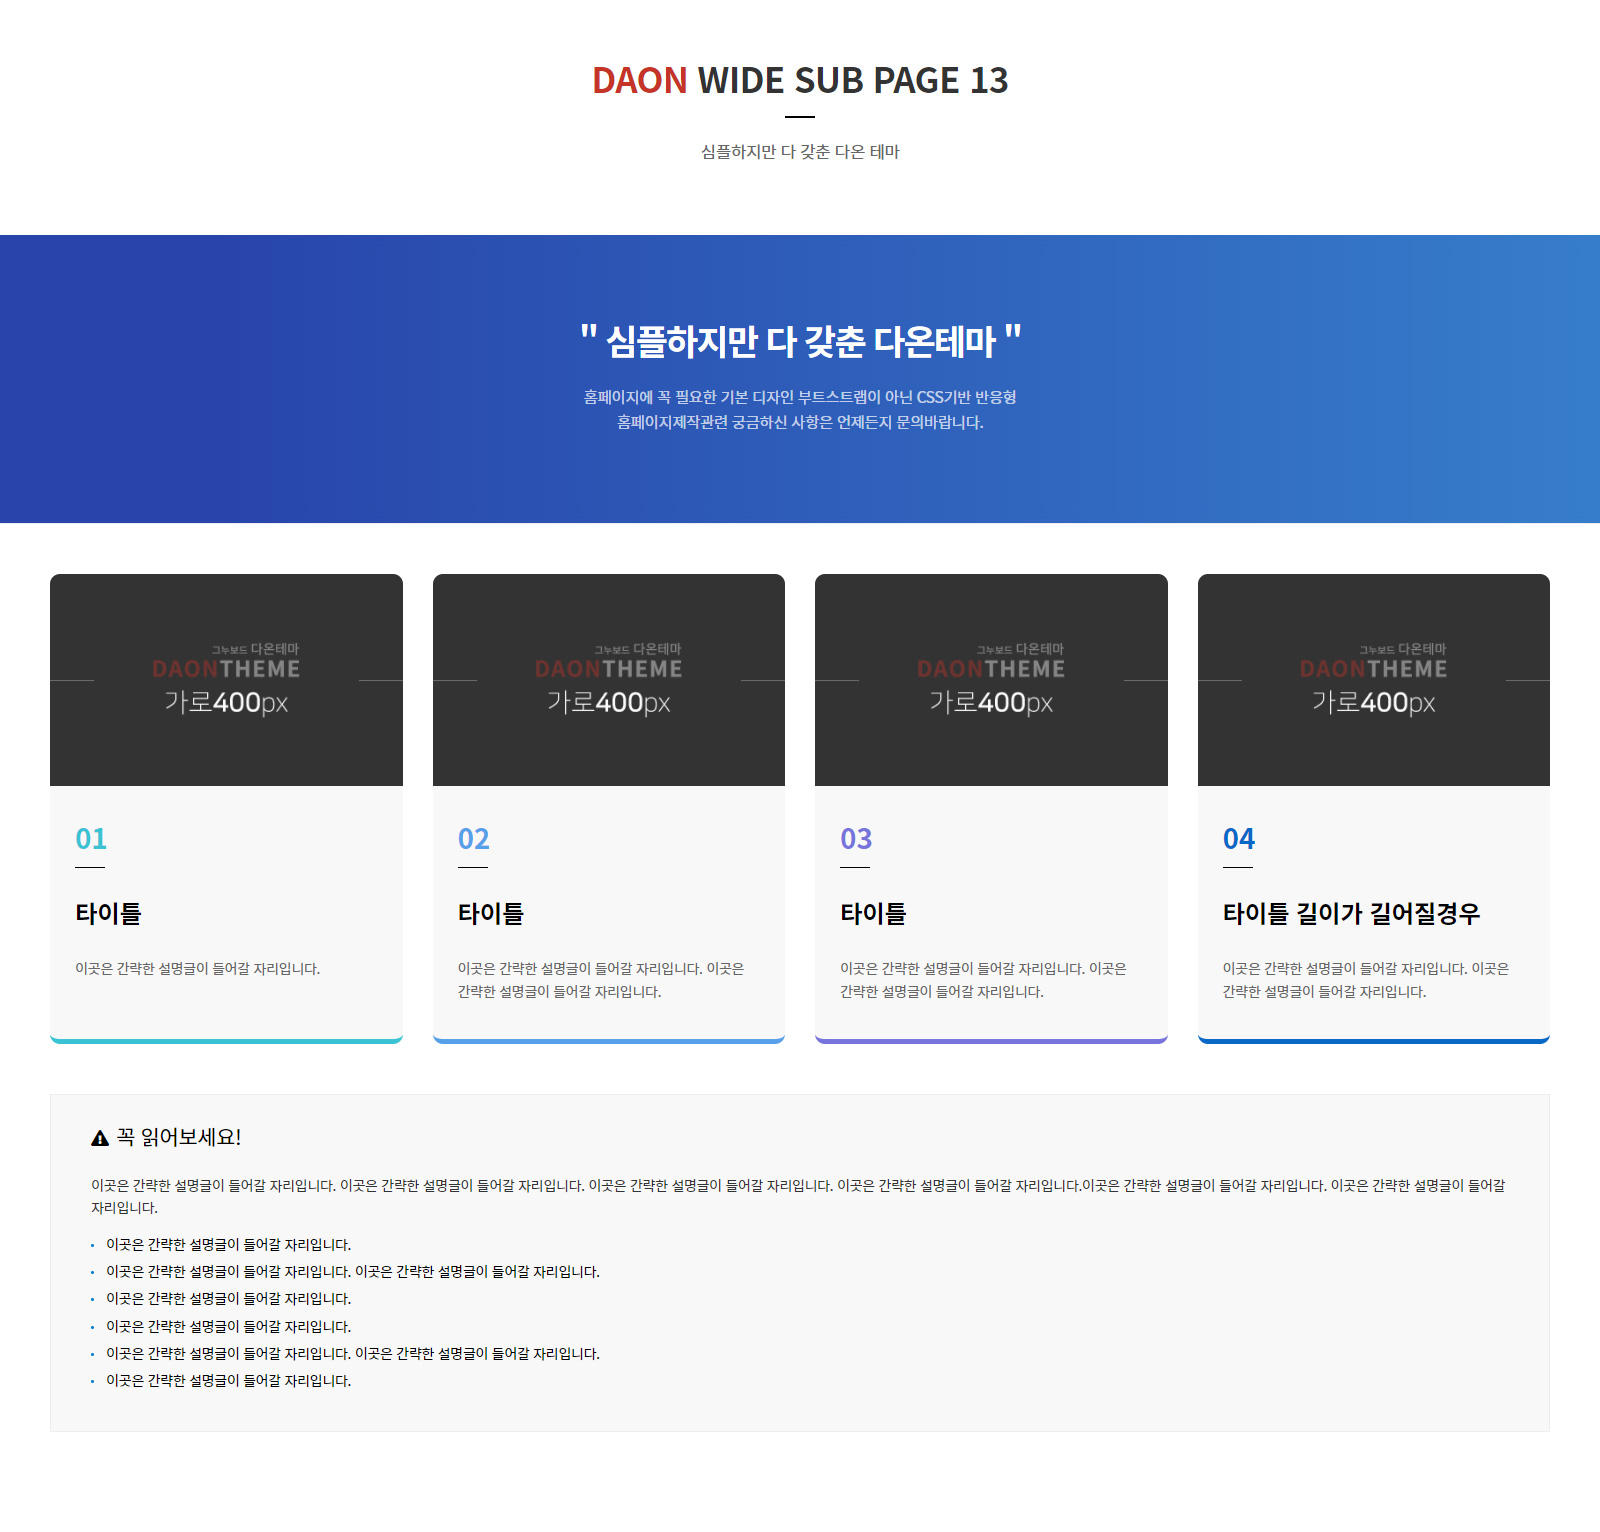 DAON WIDE SUB PAGE 13
심플하지만 다 갖춘 다온 테마
" 심플하지만 다 갖춘 다온테마 "
홈페이지에 꼭 필요한 기본 디자인 부트스트랩이 아닌 CSS기반 반응형
홈페이지제작관련 궁금하신 사항은 언제든지 문의바랍니다.
그누보드 다온테마
DAONTHEME
가로400px
01
타이틀
이곳은 간략한 설명글이 들어갈 자리입니다.
그누보드 다온테마
DAONTHEME
가로400px
02
타이틀
이곳은 간략한 설명글이 들어갈 자리입니다. 이곳은
간략한 설명글이 들어갈 자리입니다.
그누보드 다온테마
DAONTHEME
가로400px
03
타이틀
이곳은 간략한 설명글이 들어갈 자리입니다. 이곳은
간략한 설명글이 들어갈 자리입니다.
그누보드 다온테마
DAONTHEME
가로400px
04
타이틀 길이가 길어질경우
이곳은 간략한 설명글이 들어갈 자리입니다. 이곳은
간략한 설명글이 들어갈 자리입니다.
꼭 읽어보세요!
이곳은 간략한 설명글이 들어갈 자리입니다. 이곳은 간략한 설명글이 들어갈 자리입니다. 이곳은 간략한 설명글이 들어갈 자리입니다. 이곳은 간략한 설명글이 들어갈 자리입니다.이곳은 간략한 설명글이 들어갈 자리입니다. 이곳은 간략한 설명글이 들어갈
자리입니다.
이곳은 간략한 설명글이 들어갈 자리입니다.
이곳은 간략한 설명글이 들어갈 자리입니다. 이곳은 간략한 설명글이 들어갈 자리입니다.
이곳은 간략한 설명글이 들어갈 자리입니다.
이곳은 간략한 설명글이 들어갈 자리입니다.
이곳은 간략한 설명글이 들어갈 자리입니다. 이곳은 간략한 설명글이 들어갈 자리입니다.
이곳은 간략한 설명글이 들어갈 자리입니다.